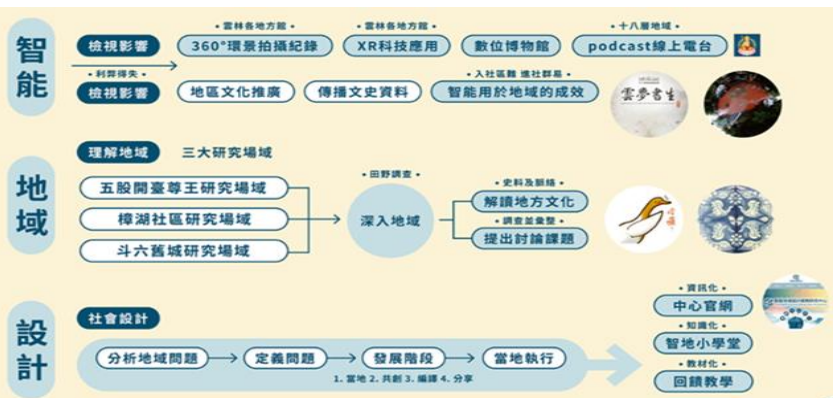 智能
• 雲林各地方館 • • 雲林各地方館 • • 十八層地域 •
檢視影響 360°環景拍攝紀錄 XR科技應用 數位博物館 podcast線上電台
• 利弊得失 • • 入社區難 進社群易 •
檢視影響 地區文化推廣 傳播文史資料 智能用於地域的成效
雲夢書生
地域
理解地域 三大研究場域
五股開臺尊王研究場域
樟湖社區研究場域
斗六舊城研究場域
• 田野調查 •
深入地域
• 史料及脈絡 •
解讀地方文化
• 調查並彙整 •
提出討論課題
設計
社會設計
分析地域問題 定義問題 發展階段 當地執行
1. 當地 2. 共創 3. 編譯 4. 分享
• 資訊化 •
中心官網
• 知識化 •
智地小學堂
• 教材化 •
回饋教學